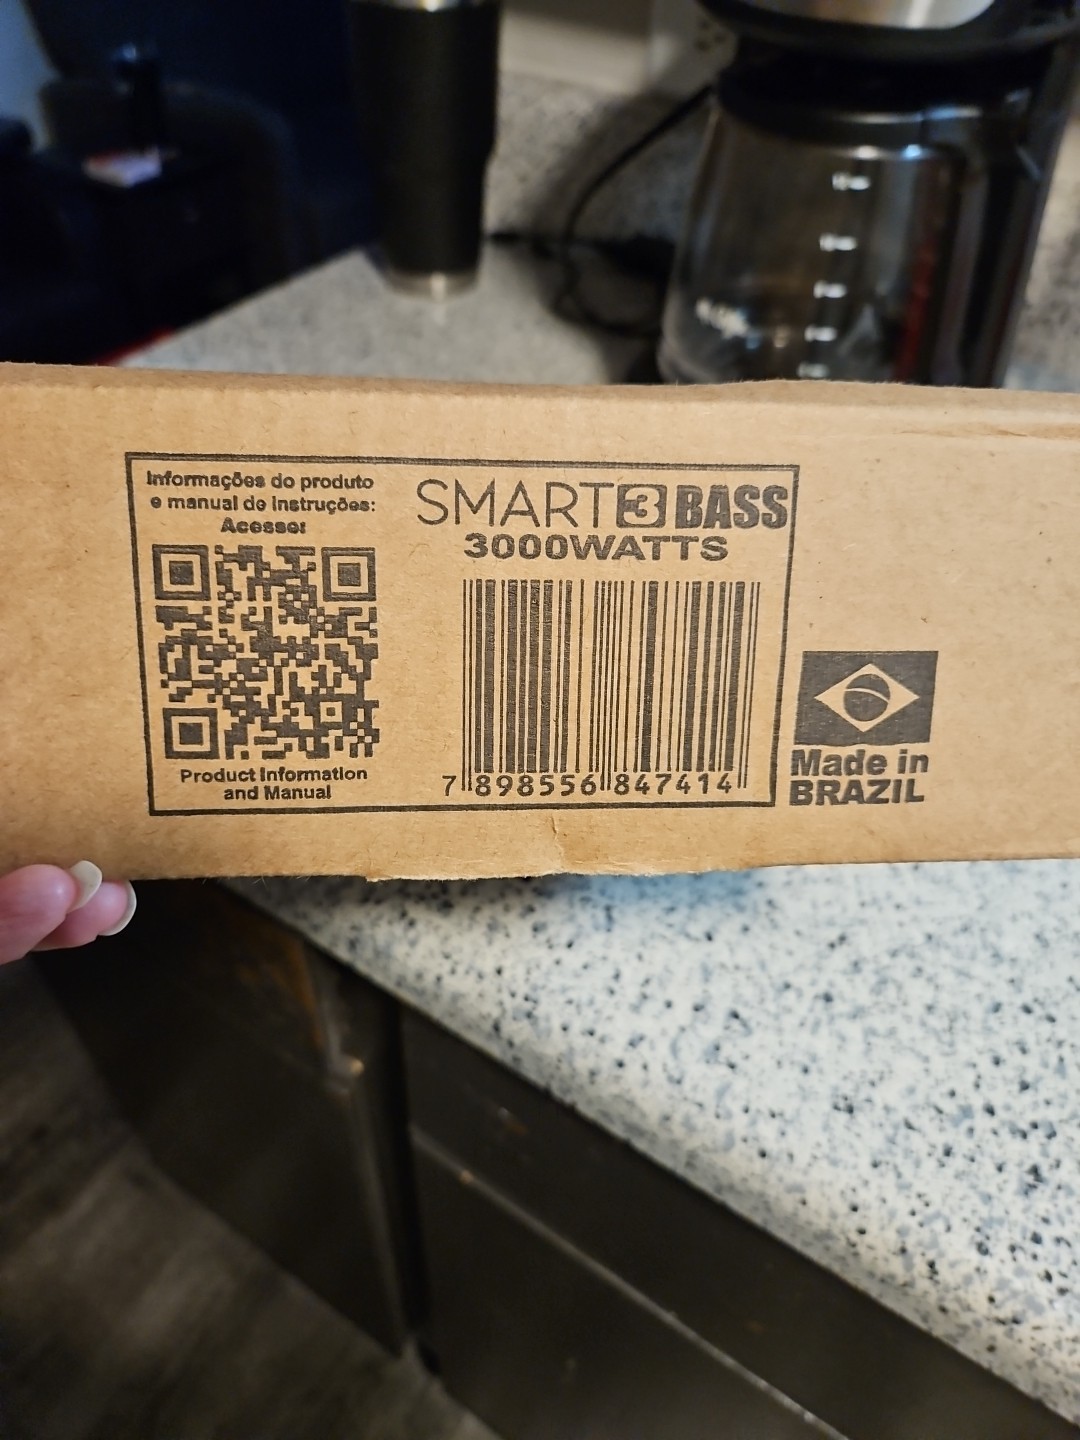 Informações do produto
e manual de instruções:
Acesse:
Product Information
and Manual
SMART 3 BASS
3000WATTS
7 898556 847414
Made in
BRAZIL